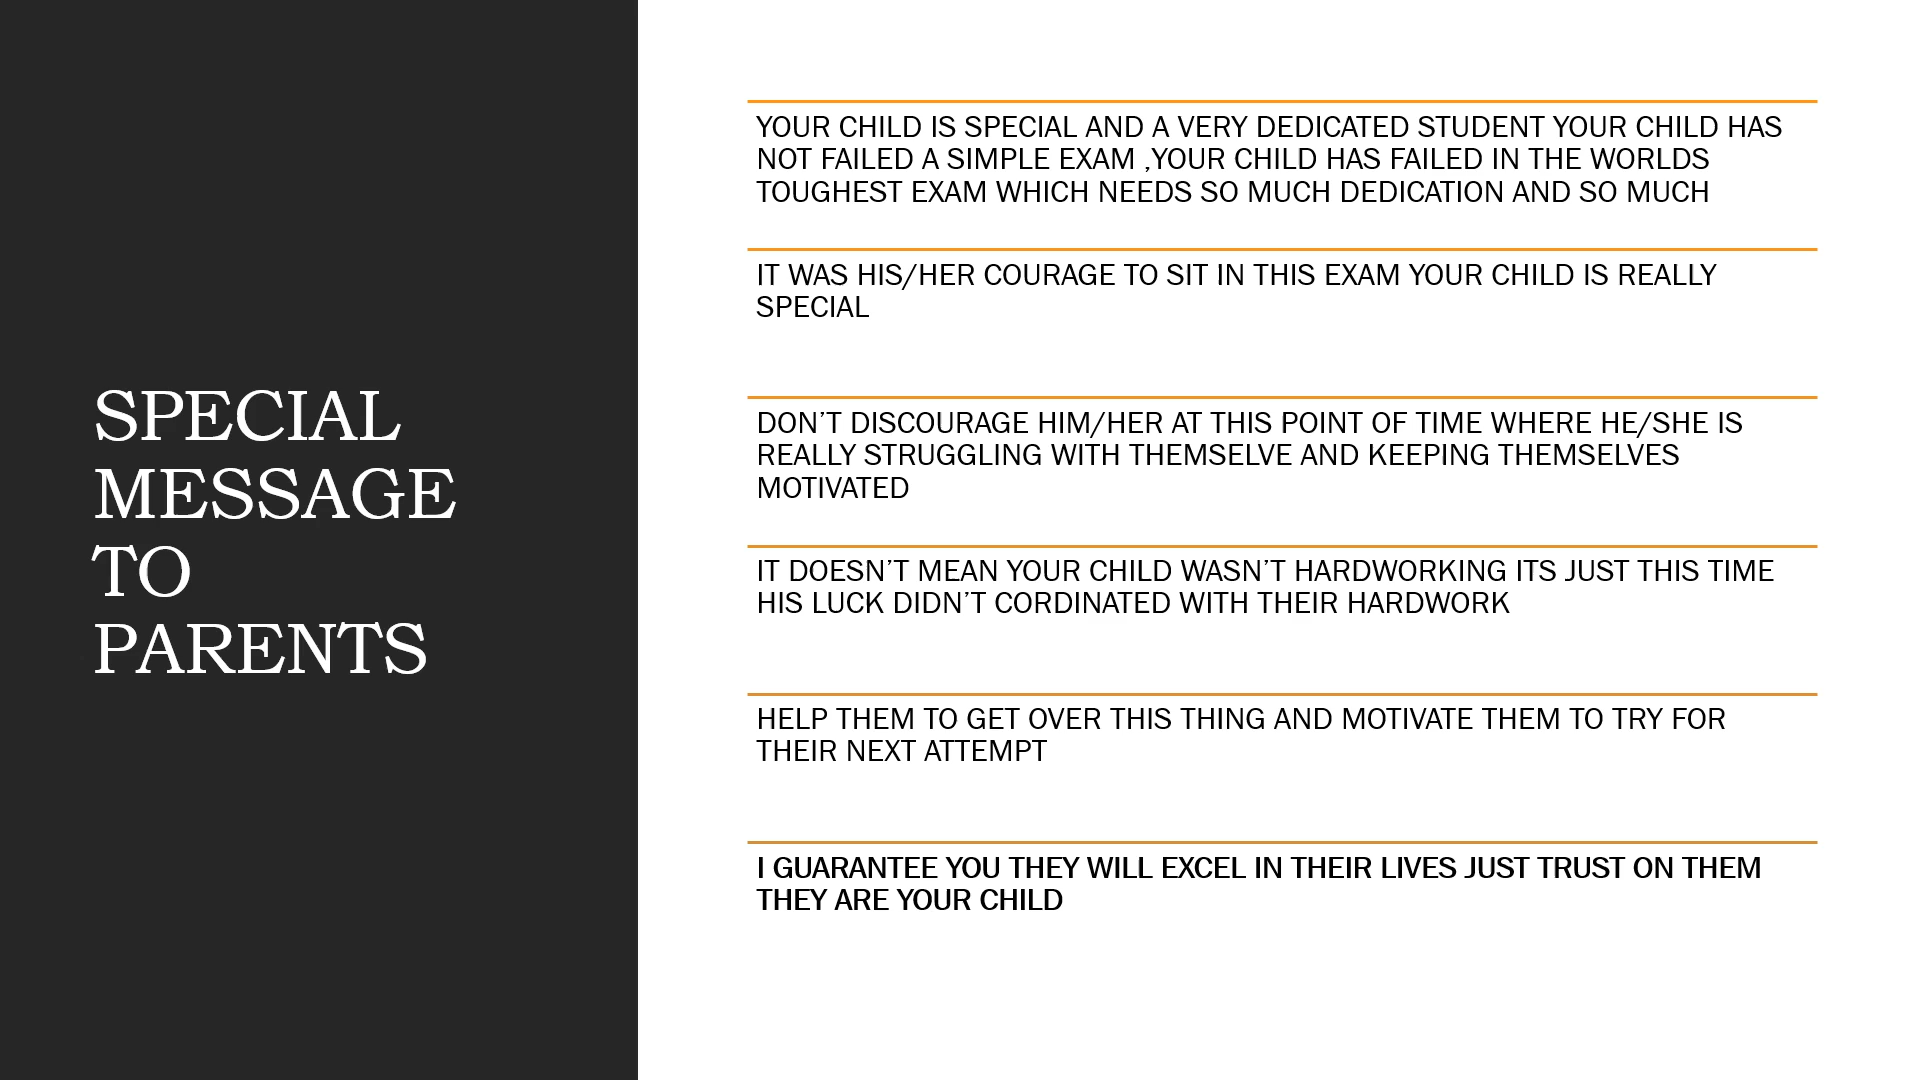 SPECIAL
MESSAGE
TO
PARENTS
YOUR CHILD IS SPECIAL AND A VERY DEDICATED STUDENT YOUR CHILD HAS
NOT FAILED A SIMPLE EXAM ,YOUR CHILD HAS FAILED IN THE WORLDS
TOUGHEST EXAM WHICH NEEDS SO MUCH DEDICATION AND SO MUCH
IT WAS HIS/HER COURAGE TO SIT IN THIS EXAM YOUR CHILD IS REALLY
SPECIAL
DON’T DISCOURAGE HIM/HER AT THIS POINT OF TIME WHERE HE/SHE IS
REALLY STRUGGLING WITH THEMSELVE AND KEEPING THEMSELVES
MOTIVATED
IT DOESN’T MEAN YOUR CHILD WASN’T HARDWORKING ITS JUST THIS TIME
HIS LUCK DIDN’T CORDINATED WITH THEIR HARDWORK
HELP THEM TO GET OVER THIS THING AND MOTIVATE THEM TO TRY FOR
THEIR NEXT ATTEMPT
I GUARANTEE YOU THEY WILL EXCEL IN THEIR LIVES JUST TRUST ON THEM
THEY ARE YOUR CHILD